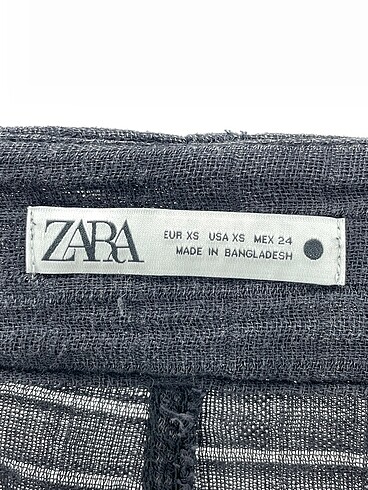 ZARA
EUR XS USA XS MEX 24
MADE IN BANGLADESH